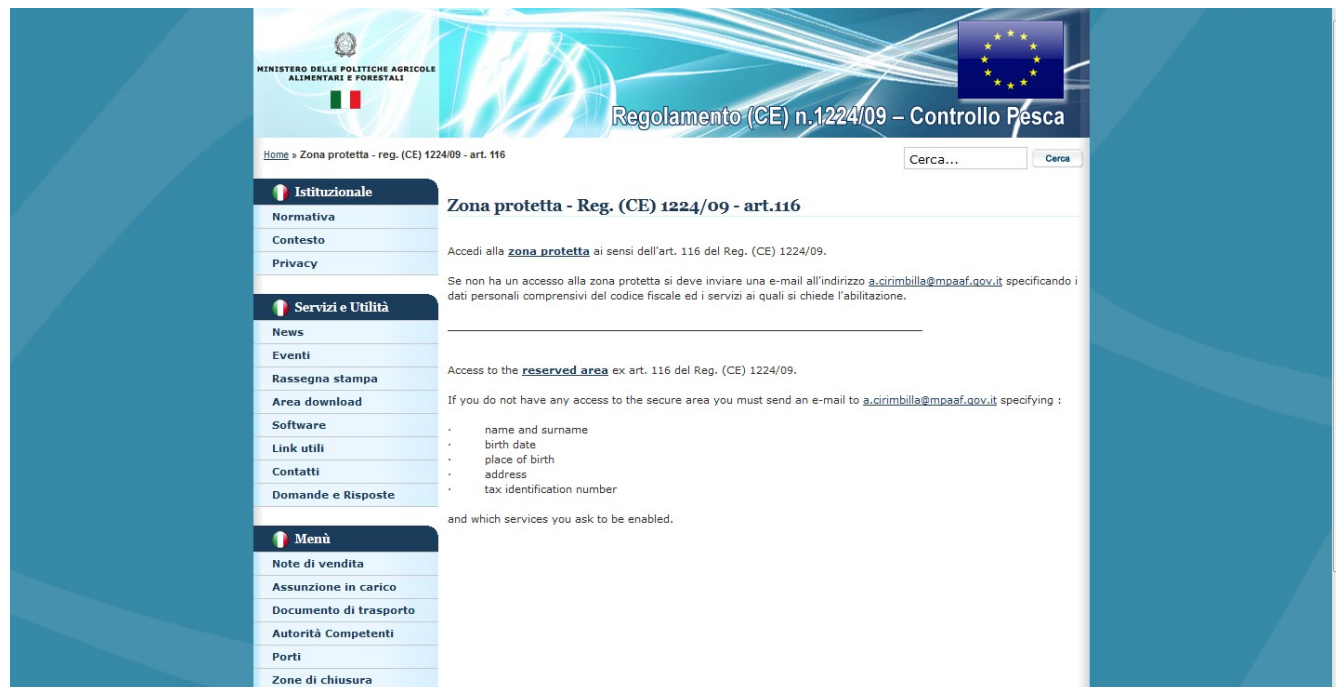 MINISTERO DELLE POLITICHE AGRICOLE
ALIMENTARI E FORESTALI
Regolamento (CE) n.1224/09 – Controllo Pesca
Home » Zona protetta - reg. (CE) 1224/09 - art. 116
Cerca...
Cerca
Istituzionale
Normativa
Contesto
Privacy
Servizi e Utilità
News
Eventi
Rassegna stampa
Area download
Software
Link utili
Contatti
Domande e Risposte
Menù
Note di vendita
Assunzione in carico
Documento di trasporto
Autorità Competenti
Porti
Zone di chiusura
Zona protetta - Reg. (CE) 1224/09 - art.116
Accedi alla zona protetta ai sensi dell'art. 116 del Reg. (CE) 1224/09.
Se non ha un accesso alla zona protetta si deve inviare una e-mail all'indirizzo a.cirimbilla@mpaaf.gov.it specificando i
dati personali comprensivi del codice fiscale ed i servizi ai quali si chiede l'abilitazione.
Access to the reserved area ex art. 116 del Reg. (CE) 1224/09.
If you do not have any access to the secure area you must send an e-mail to a.cirimbilla@mpaaf.gov.it specifying :
· name and surname
· birth date
· place of birth
· address
· tax identification number
and which services you ask to be enabled.